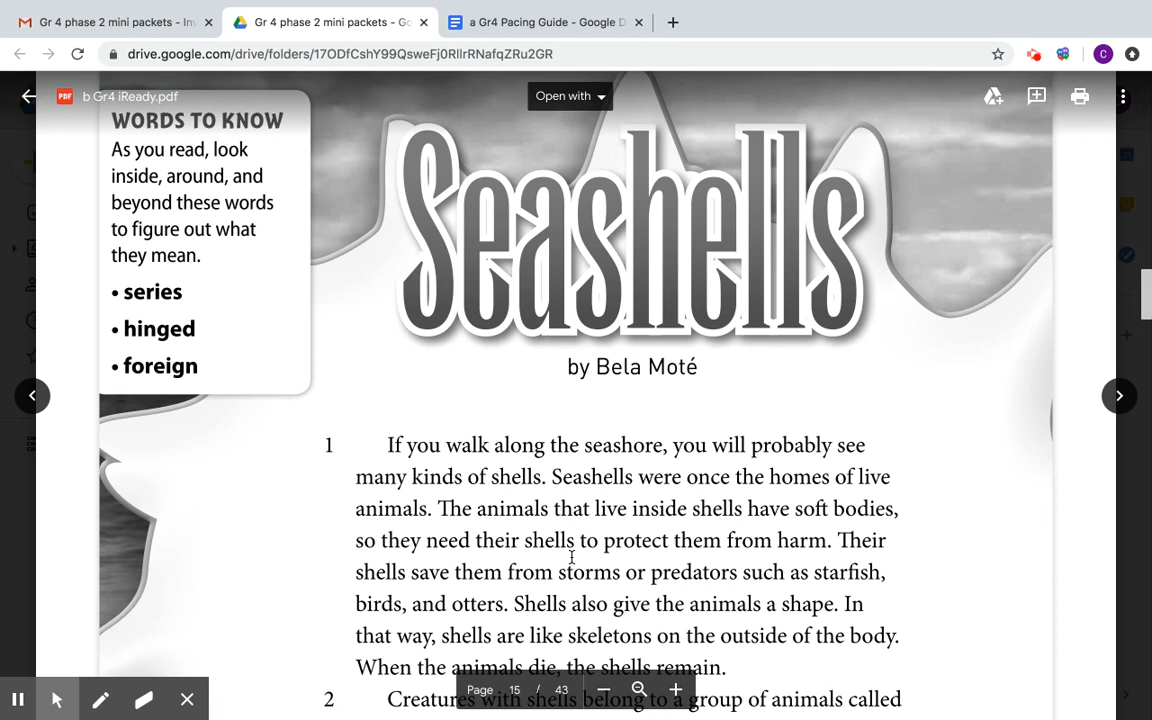 Gr 4 phase 2 mini packets - In
Gr 4 phase 2 mini packets - Go
a Gr4 Pacing Guide - Google D
drive.google.com/drive/folders/17ODfCshY99QsweFj0RllrRNafqZRu2GR
C
PDF b Gr4 iReady.pdf
Open with
WORDS TO KNOW
As you read, look
inside, around, and
beyond these words
to figure out what
they mean.
• series
• hinged
• foreign
Seashells
by Bela Moté
1 If you walk along the seashore, you will probably see
many kinds of shells. Seashells were once the homes of live
animals. The animals that live inside shells have soft bodies,
so they need their shells to protect them from harm. Their
shells save them from storms or predators such as starfish,
birds, and otters. Shells also give the animals a shape. In
that way, shells are like skeletons on the outside of the body.
When the animals die, the shells remain.
2 Creatures with shells belong to a group of animals called
Page 15 / 43